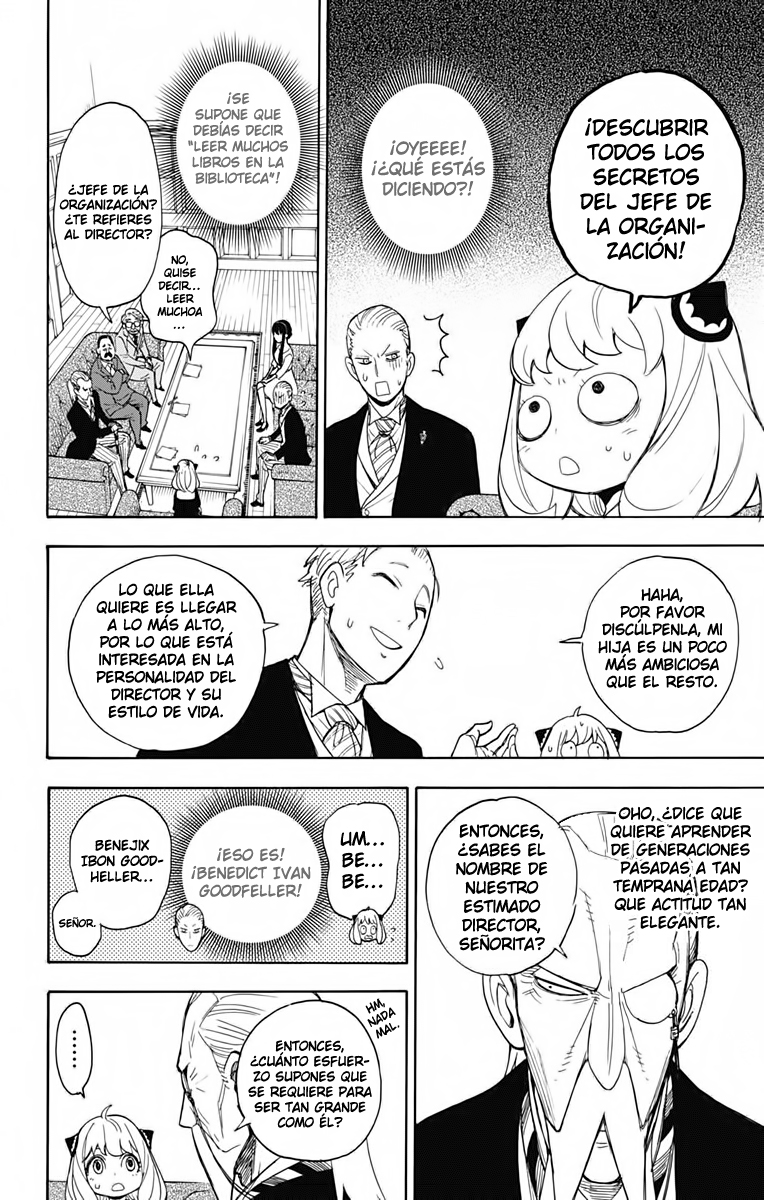 ¡DESCUBRIR
TODOS LOS
SECRETOS
DEL JEFE DE
LA ORGANI-
ZACIÓN!
¡OYEEEE!
¡¿QUÉ ESTÁS
DICIENDO?!
¡SE
SUPONE QUE
DEBÍAS DECIR
"LEER MUCHOS
LIBROS EN LA
BIBLIOTECA"!
¿JEFE DE LA
ORGANIZACIÓN?
¿TE REFIERES
AL DIRECTOR?
NO,
QUISE
DECIR...
LEER
MUCHOA
...
HAHA,
POR FAVOR
DISCÚLPENLA, MI
HIJA ES UN POCO
MÁS AMBICIOSA
QUE EL RESTO.
LO QUE ELLA
QUIERE ES LLEGAR
A LO MÁS ALTO,
POR LO QUE ESTÁ
INTERESADA EN LA
PERSONALIDAD DEL
DIRECTOR Y SU
ESTILO DE VIDA.
OHO, ¿DICE QUE
QUIERE APRENDER
DE GENERACIONES
PASADAS A TAN
TEMPRANA EDAD?
QUE ACTITUD TAN
ELEGANTE.
ENTONCES,
¿SABES EL
NOMBRE DE
NUESTRO
ESTIMADO
DIRECTOR,
SEÑORITA?
UM...
BE...
BE...
¡ESO ES!
¡BENEDICT IVAN
GOODFELLER!
BENEJIX
IBON GOOD-
HELLER...
SEÑOR.
HM,
NADA
MAL.
ENTONCES,
¿CUÁNTO ESFUER-
ZO SUPONES QUE
SE REQUIERE PARA
SER TAN GRANDE
COMO ÉL?
......